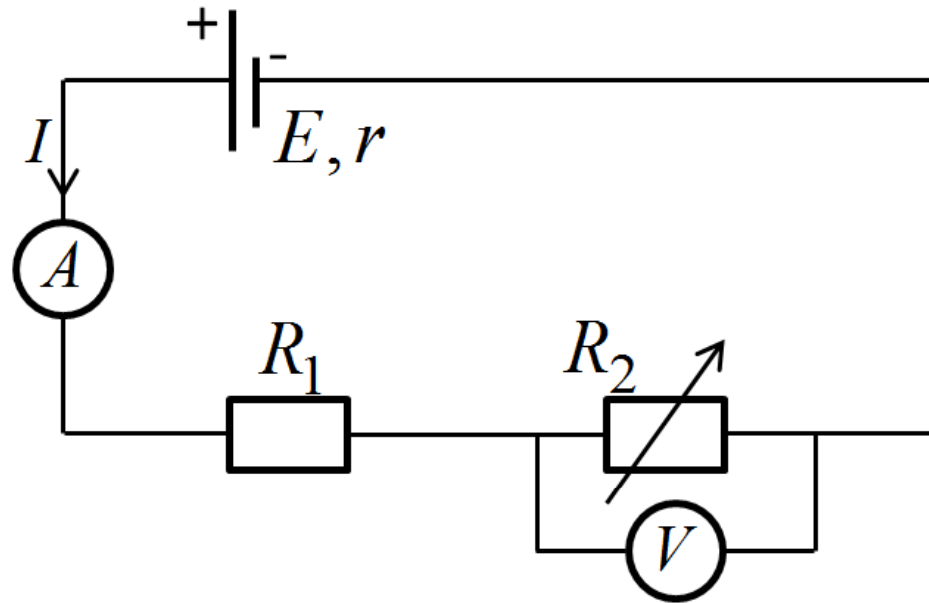 +
-
E, r
I
A
R₁
R₂
V